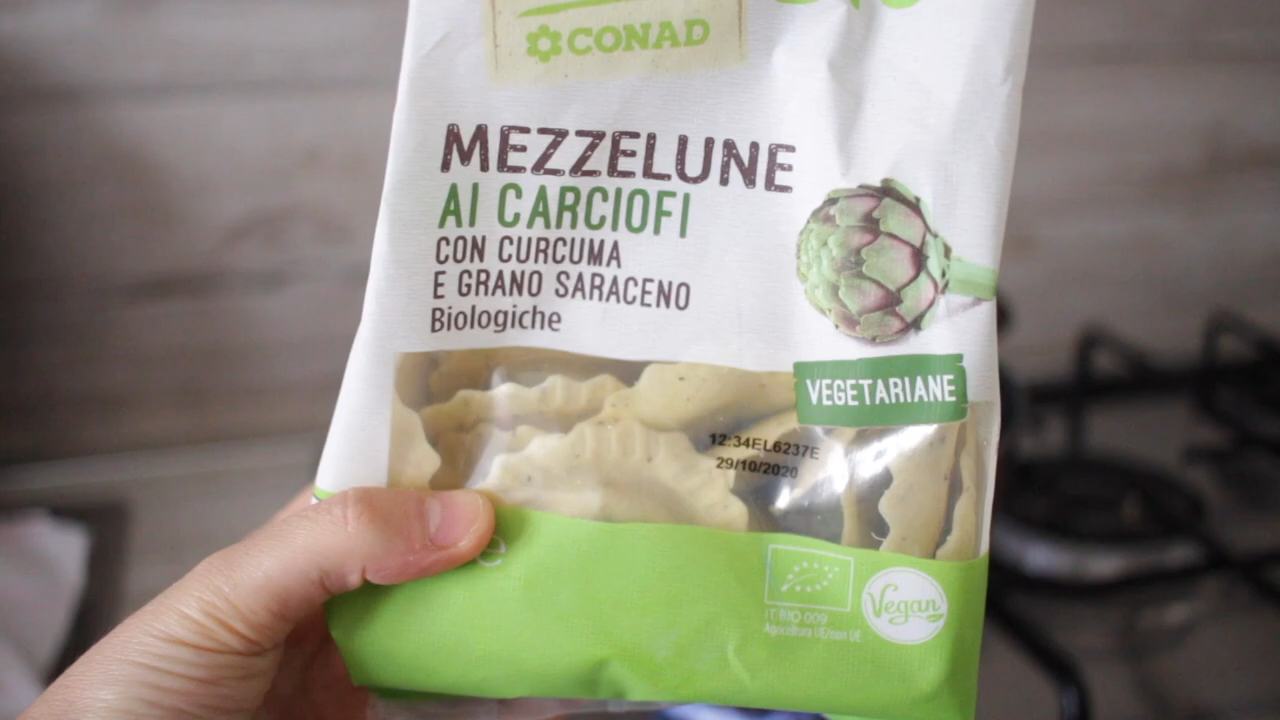 CONAD
MEZZELUNE
AI CARCIOFI
CON CURCUMA
E GRANO SARACENO
Biologiche
VEGETARIANE
12:34EL6237E
29/10/2020
IT BIO 009
Agricoltura UE/non UE
Vegan